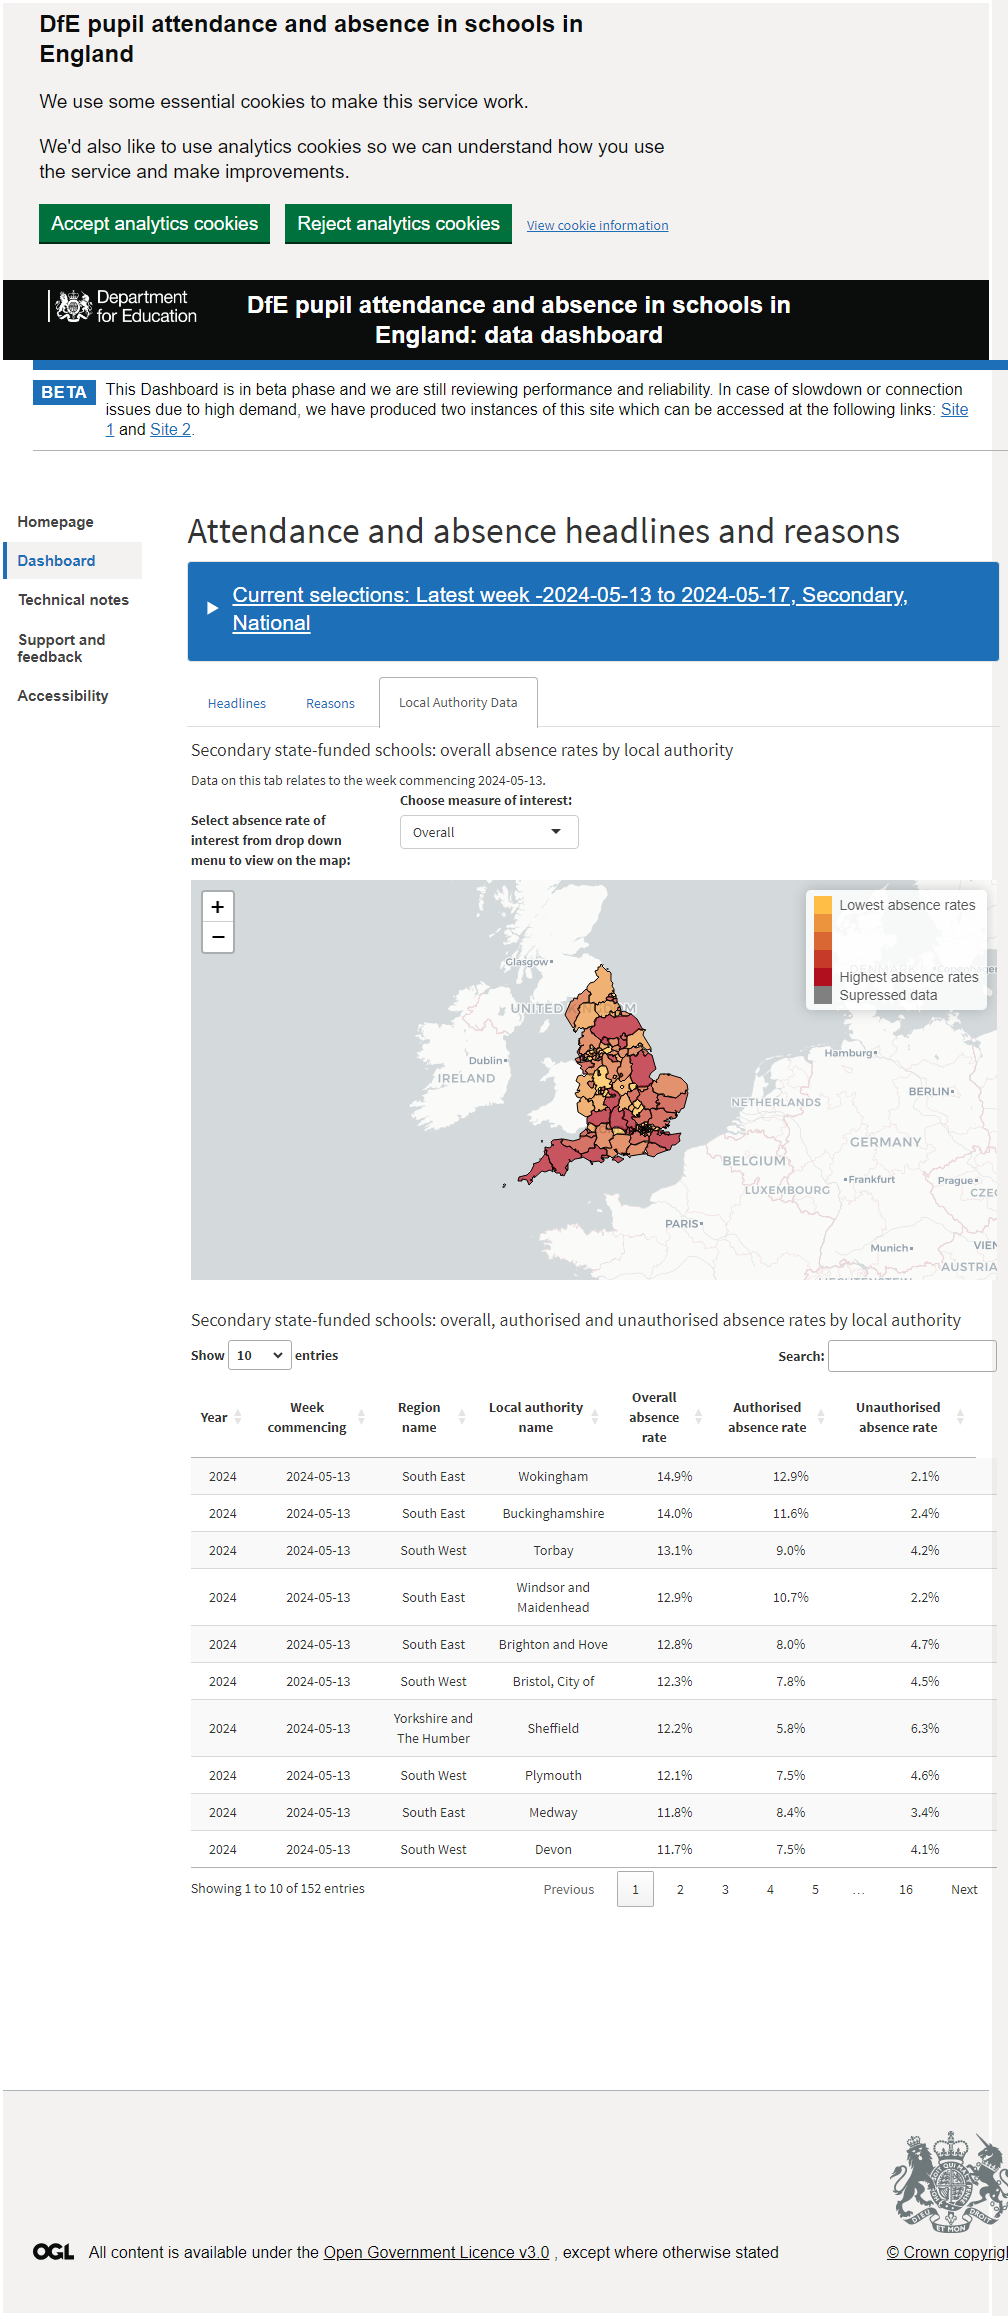 DfE pupil attendance and absence in schools in
England
We use some essential cookies to make this service work.
We'd also like to use analytics cookies so we can understand how you use
the service and make improvements.
Accept analytics cookies Reject analytics cookies View cookie information
Department
for Education
DfE pupil attendance and absence in schools in
England: data dashboard
BETA
This Dashboard is in beta phase and we are still reviewing performance and reliability. In case of slowdown or connection
issues due to high demand, we have produced two instances of this site which can be accessed at the following links: Site
1 and Site 2.
Homepage
Dashboard
Technical notes
Support and
feedback
Accessibility
Attendance and absence headlines and reasons
Current selections: Latest week -2024-05-13 to 2024-05-17, Secondary,
National
Headlines Reasons Local Authority Data
Secondary state-funded schools: overall absence rates by local authority
Data on this tab relates to the week commencing 2024-05-13.
Select absence rate of
interest from drop down
menu to view on the map:
Choose measure of interest:
Overall
+
−
Lowest absence rates
Highest absence rates
Supressed data
Glasgow
UNITED KINGDOM
Dublin
IRELAND
Hamburg
BERLIN
NETHERLANDS
GERMANY
BELGIUM
Frankfurt
Prague
LUXEMBOURG
CZEC
PARIS
Munich
VIEN
AUSTRIA
Secondary state-funded schools: overall, authorised and unauthorised absence rates by local authority
Show 10 entries Search:
Year Week commencing Region name Local authority name Overall absence rate Authorised absence rate Unauthorised absence rate
2024 2024-05-13 South East Wokingham 14.9% 12.9% 2.1%
2024 2024-05-13 South East Buckinghamshire 14.0% 11.6% 2.4%
2024 2024-05-13 South West Torbay 13.1% 9.0% 4.2%
2024 2024-05-13 South East Windsor and Maidenhead 12.9% 10.7% 2.2%
2024 2024-05-13 South East Brighton and Hove 12.8% 8.0% 4.7%
2024 2024-05-13 South West Bristol, City of 12.3% 7.8% 4.5%
2024 2024-05-13 Yorkshire and The Humber Sheffield 12.2% 5.8% 6.3%
2024 2024-05-13 South West Plymouth 12.1% 7.5% 4.6%
2024 2024-05-13 South East Medway 11.8% 8.4% 3.4%
2024 2024-05-13 South West Devon 11.7% 7.5% 4.1%
Showing 1 to 10 of 152 entries Previous 1 2 3 4 5 … 16 Next
OGL All content is available under the Open Government Licence v3.0 , except where otherwise stated
© Crown copyrig